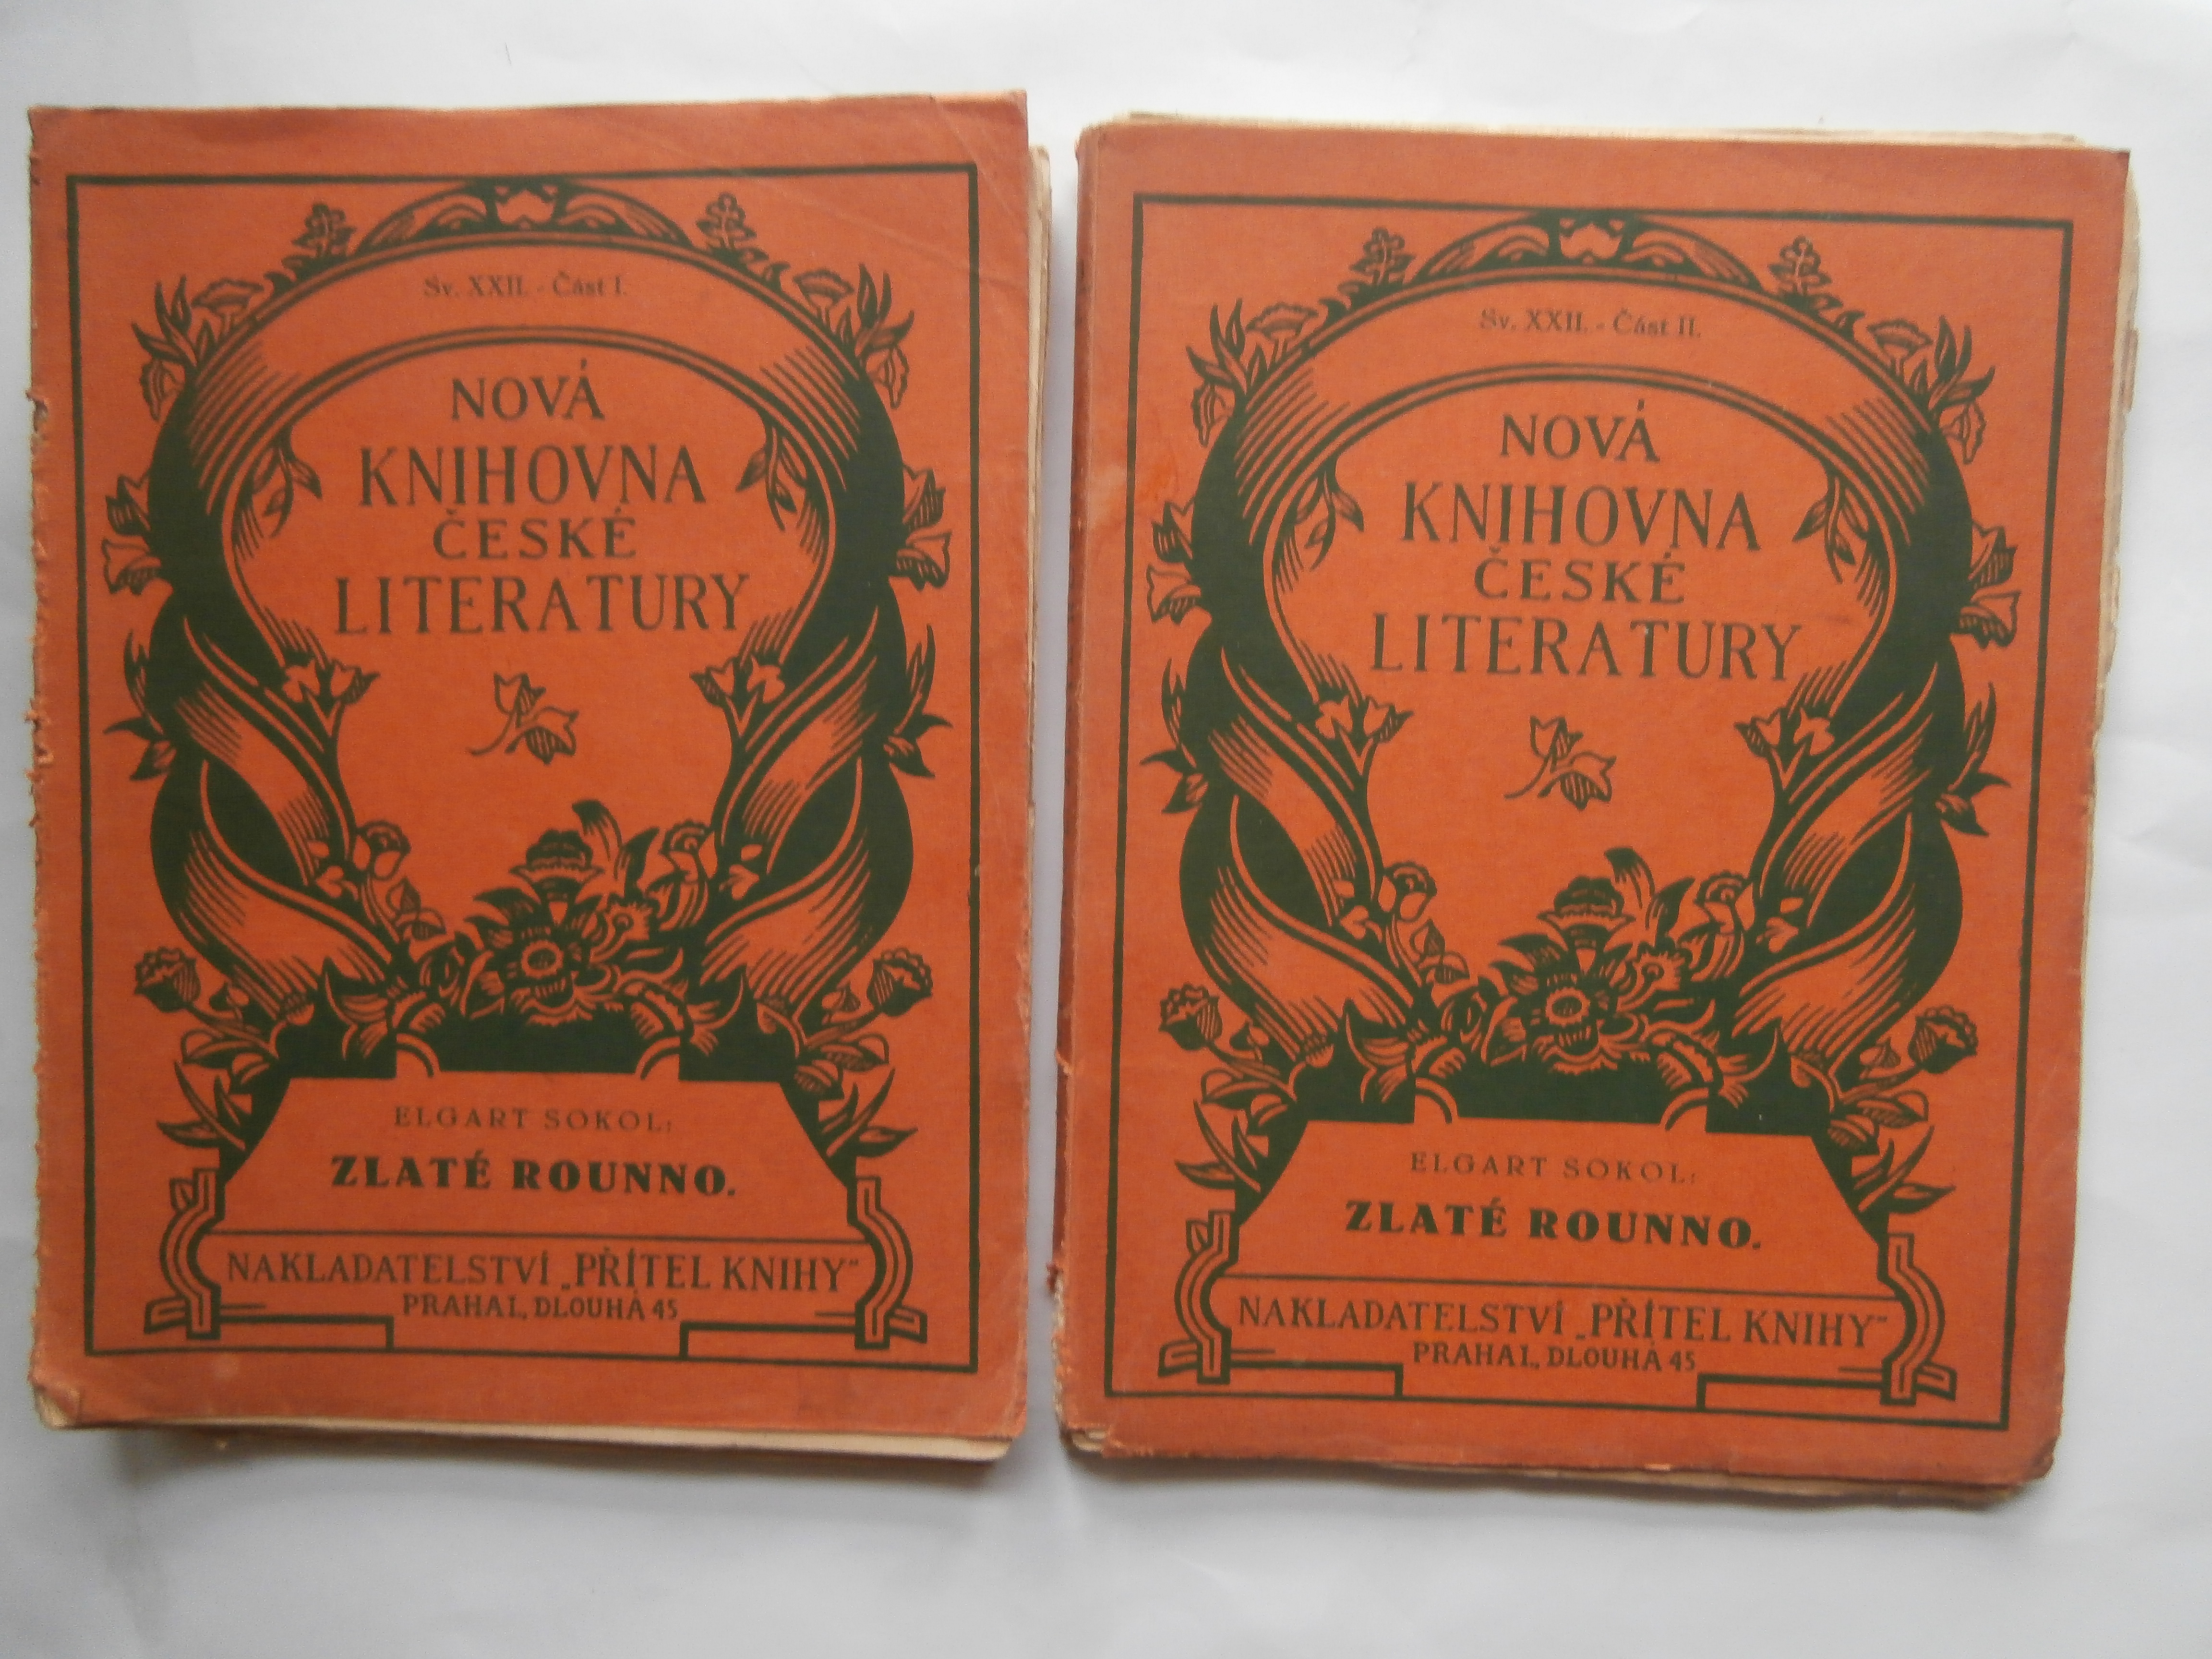 Sv. XXII. - Část I.
NOVÁ
KNIHOVNA
ČESKÉ
LITERATURY
ELGART SOKOL:
ZLATÉ ROUNNO.
NAKLADATELSTVÍ „PŘÍTEL KNIHY"
PRAHA I., DLOUHÁ 45
Sv. XXII. - Část II.
NOVÁ
KNIHOVNA
ČESKÉ
LITERATURY
ELGART SOKOL:
ZLATÉ ROUNNO.
NAKLADATELSTVÍ „PŘÍTEL KNIHY"
PRAHA I., DLOUHÁ 45